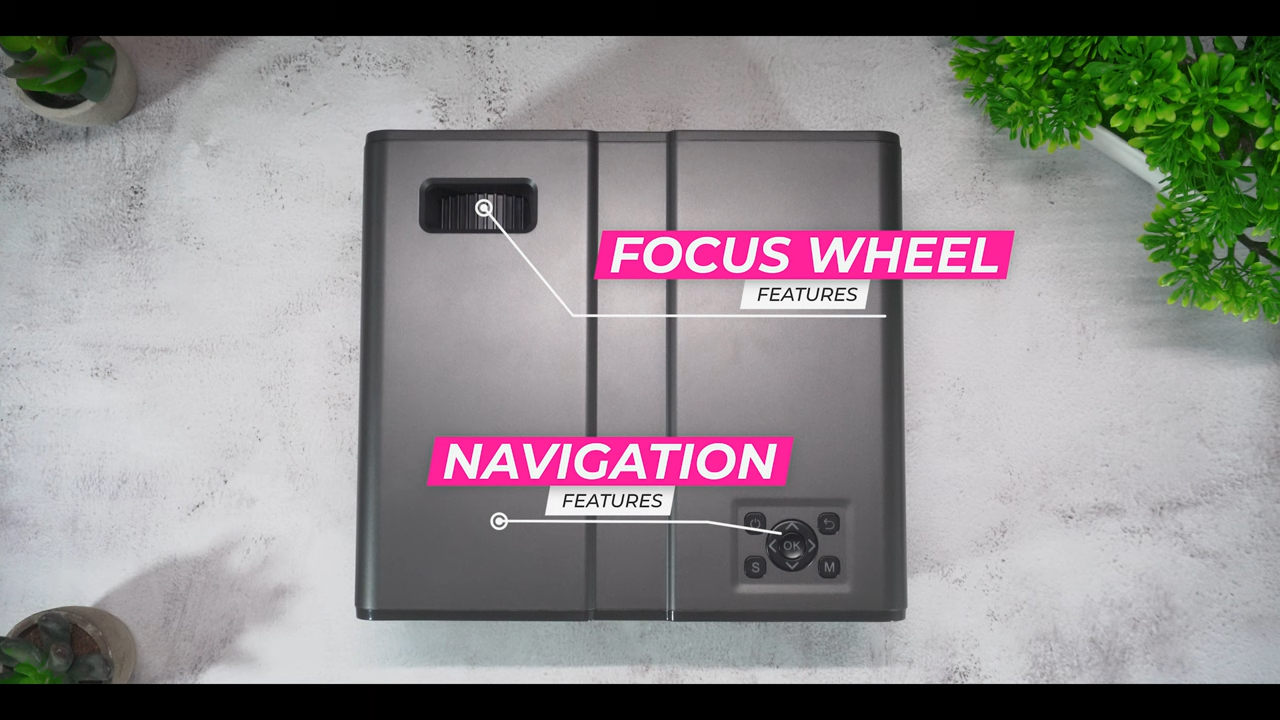 FOCUS WHEEL
FEATURES
NAVIGATION
FEATURES
OK
S
M